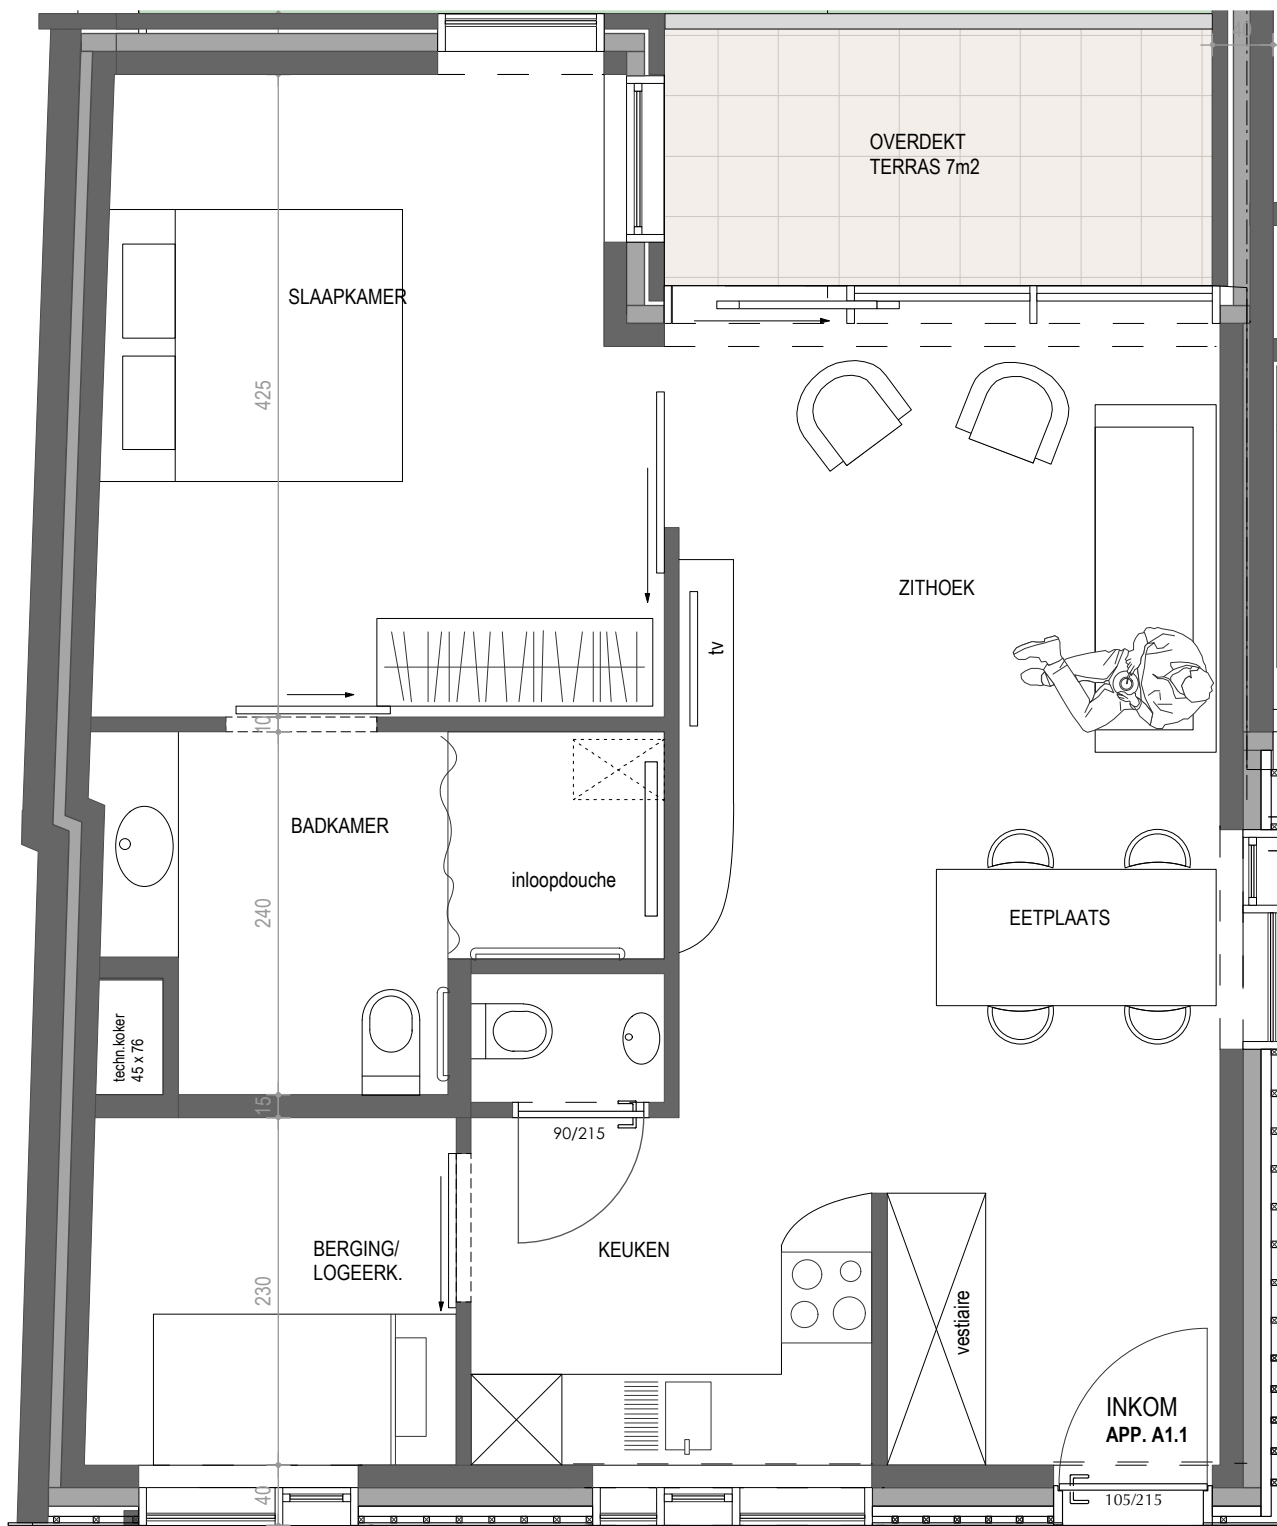 40
OVERDEKT
TERRAS 7m2
SLAAPKAMER
425
ZITHOEK
tv
10
BADKAMER
inloopdouche
240
EETPLAATS
techn.koker
45 x 76
15
90/215
BERGING/
LOGEERK.
KEUKEN
230
vestiaire
INKOM
APP. A1.1
40
105/215